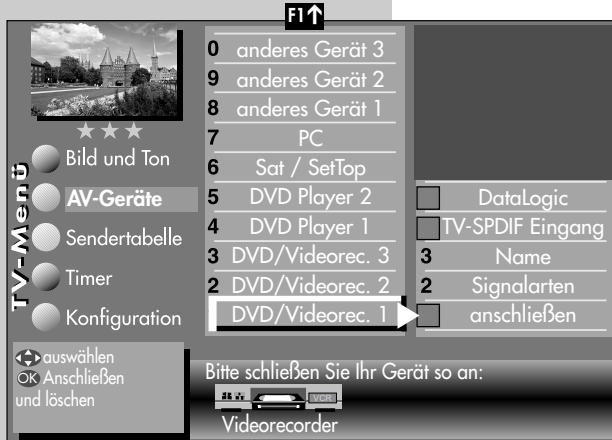 F1↑
0 anderes Gerät 3
9 anderes Gerät 2
8 anderes Gerät 1
7 PC
6 Sat / SetTop
5 DVD Player 2
4 DVD Player 1
3 DVD/Videorec. 3
2 DVD/Videorec. 2
DVD/Videorec. 1
TV-Menü
Bild und Ton
AV-Geräte
Sendertabelle
Timer
Konfiguration
DataLogic
TV-SPDIF Eingang
3 Name
2 Signalarten
anschließen
auswählen
OK Anschließen
und löschen
Bitte schließen Sie Ihr Gerät so an:
VCR
Videorecorder